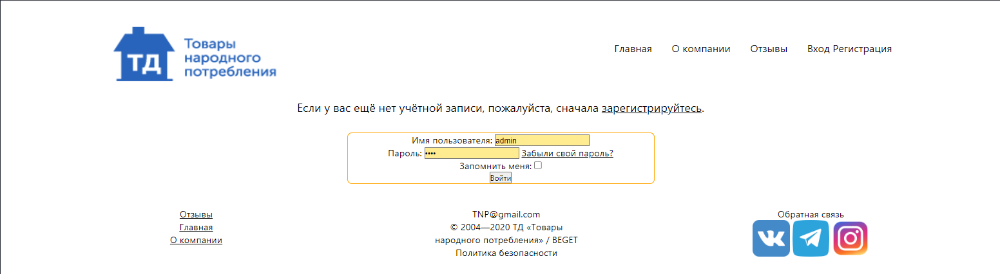 ТД
Товары
народного
потребления
Главная О компании Отзывы Вход Регистрация
Если у вас ещё нет учётной записи, пожалуйста, сначала зарегистрируйтесь.
Имя пользователя: admin
Пароль: •••• Забыли свой пароль?
Запомнить меня:
Войти
Отзывы
Главная
О компании
TNP@gmail.com
© 2004—2020 ТД «Товары
народного потребления» / BEGET
Политика безопасности
Обратная связь